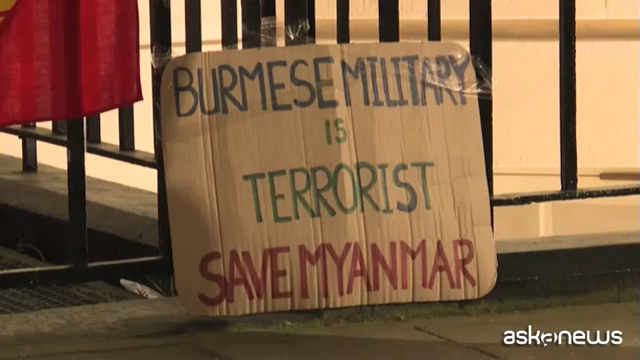 BURMESE MILITARY
IS
TERRORIST
SAVE MYANMAR
askanews